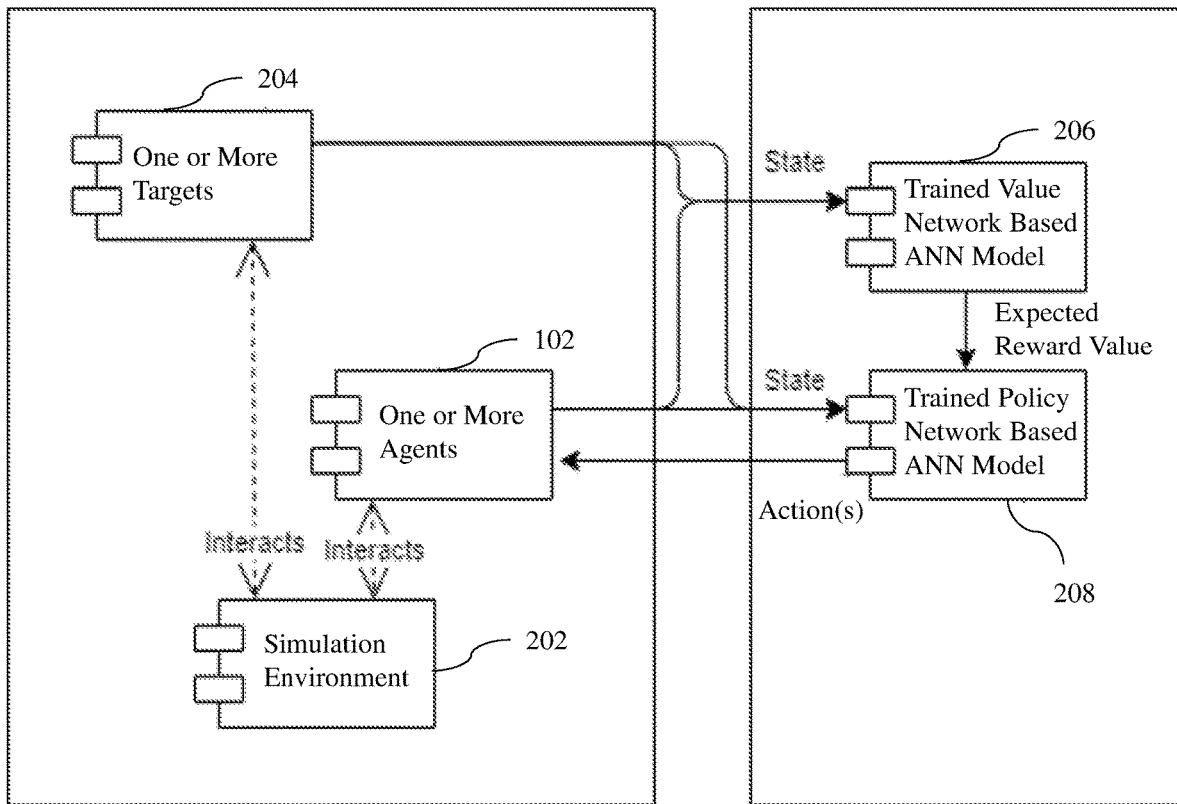 204
One or More
Targets
206
State
Trained Value
Network Based
ANN Model
Expected
Reward Value
102
One or More
Agents
State
Trained Policy
Network Based
ANN Model
Action(s)
208
Interacts
Interacts
Simulation
Environment
202